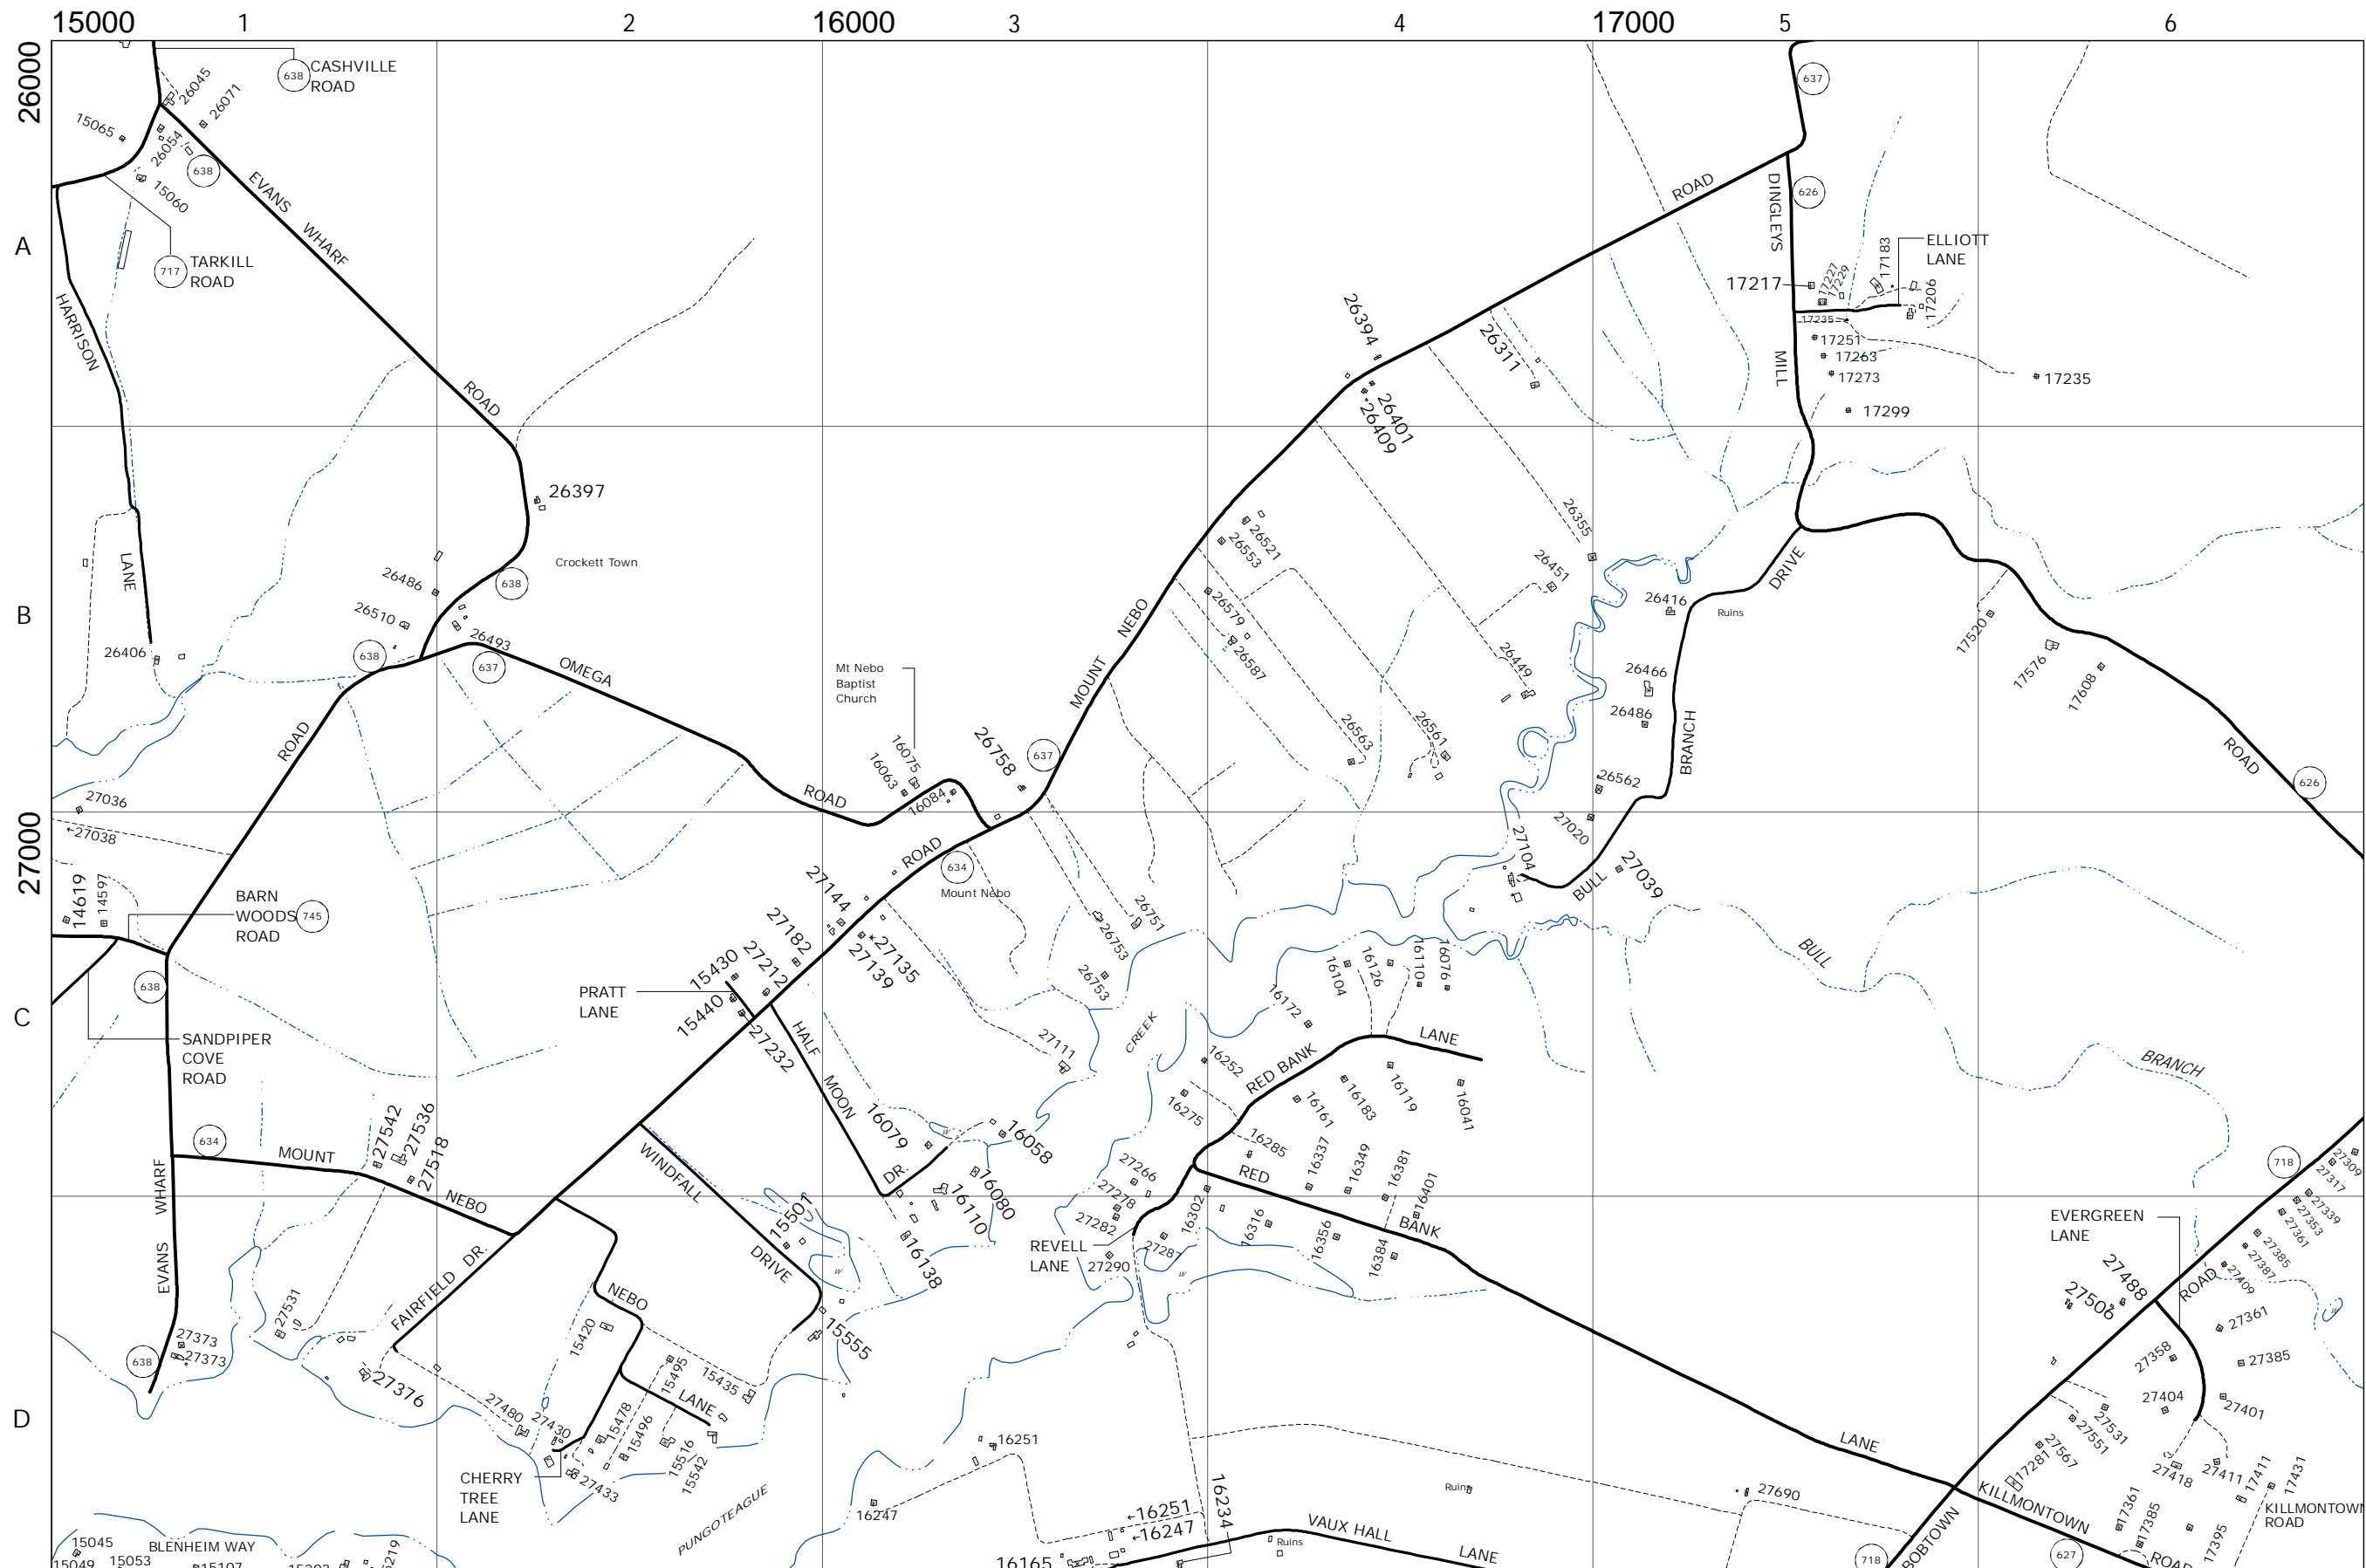 15000 1 2 16000 3 4 17000 5 6
26000
A
B
27000
C
D
638
CASHVILLE
ROAD
26045
26071
15065
26054
638
15060
EVANS
WHARF
ROAD
717
TARKILL
ROAD
HARRISON
LANE
26397
Crockett Town
638
26486
26510
26493
26406
638
637
OMEGA
ROAD
ROAD
Mt Nebo
Baptist
Church
16075
16063
16084
26758
637
MOUNT
NEBO
ROAD
26394
26401
26409
26311
26355
26521
26553
26579
26587
26451
26449
26563
26561
637
DINGLEYS
626
MILL
17217
17227
17229
17183
ELLIOTT
LANE
17206
17235
17251
17263
17273
17235
17299
DRIVE
26416
Ruins
26466
26486
BRANCH
26562
27020
27104
BULL
27039
17520
17576
17608
ROAD
626
27036
←27038
14619
14597
BARN
WOODS
ROAD
745
638
SANDPIPER
COVE
ROAD
ROAD
634
Mount Nebo
27144
27182
27212
27135
27139
15430
15440
PRATT
LANE
27232
26751
26753
26753
27111
HALF
MOON
DR.
16079
16058
16080
16110
16138
W
CREEK
16104
16126
16110
16076
16172
16252
RED BANK
LANE
16275
16161
16183
16119
16041
16285
16337
16349
16381
16401
RED
BANK
LANE
27266
27278
27282
27290
27287
16302
16316
16356
16384
REVELL
LANE
W
BULL
BRANCH
634
MOUNT
NEBO
27542
27536
27518
EVANS
WHARF
27373
27373
638
27531
FAIRFIELD DR.
27376
WINDFALL
DRIVE
15501
15555
W
NEBO
LANE
15420
15495
15435
15478
15496
15516
15542
27480
27430
27433
CHERRY
TREE
LANE
PUNGOTEAGUE
16251
16247
←16251
←16247
16234
16165
VAUX HALL
LANE
Ruins
Ruins
27690
718
27309
27317
27339
27353
27361
27385
27387
27409
W
EVERGREEN
LANE
27488
27506
ROAD
27361
27358
27385
27404
27401
27531
27551
27567
17281
27418
27411
17411
17431
17361
17385
17395
KILLMONTOWN
ROAD
KILLMONTOWN
ROAD
BOBTOWN
718
627
15045
15049
15053
BLENHEIM WAY
15107